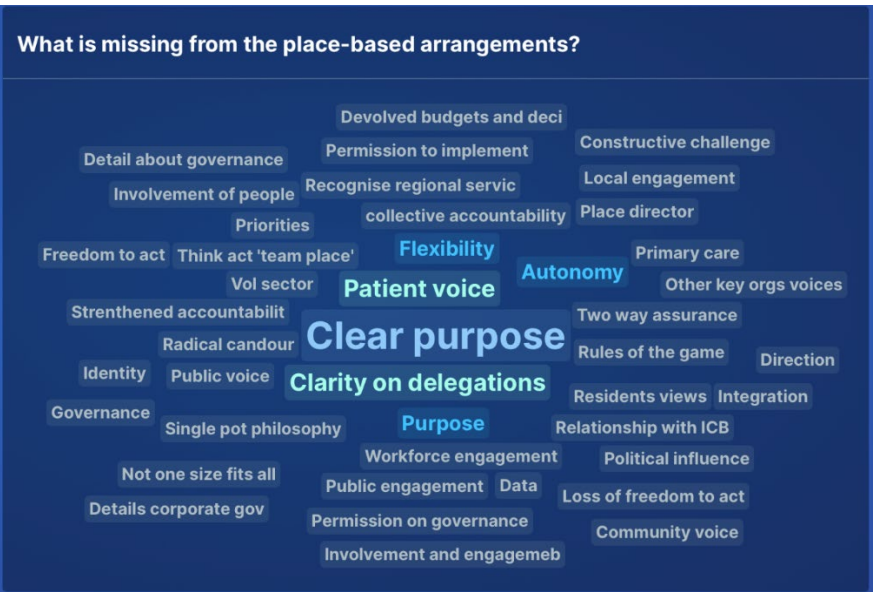 What is missing from the place-based arrangements?
Devolved budgets and deci
Constructive challenge
Permission to implement
Detail about governance
Local engagement
Recognise regional servic
Involvement of people
Place director
collective accountability
Priorities
Flexibility
Primary care
Freedom to act
Think act 'team place'
Autonomy
Vol sector
Other key orgs voices
Patient voice
Strenthened accountabilit
Two way assurance
Clear purpose
Radical candour
Rules of the game
Direction
Identity
Public voice
Clarity on delegations
Residents views
Integration
Governance
Purpose
Single pot philosophy
Relationship with ICB
Workforce engagement
Political influence
Not one size fits all
Public engagement
Data
Loss of freedom to act
Details corporate gov
Permission on governance
Community voice
Involvement and engagemeb